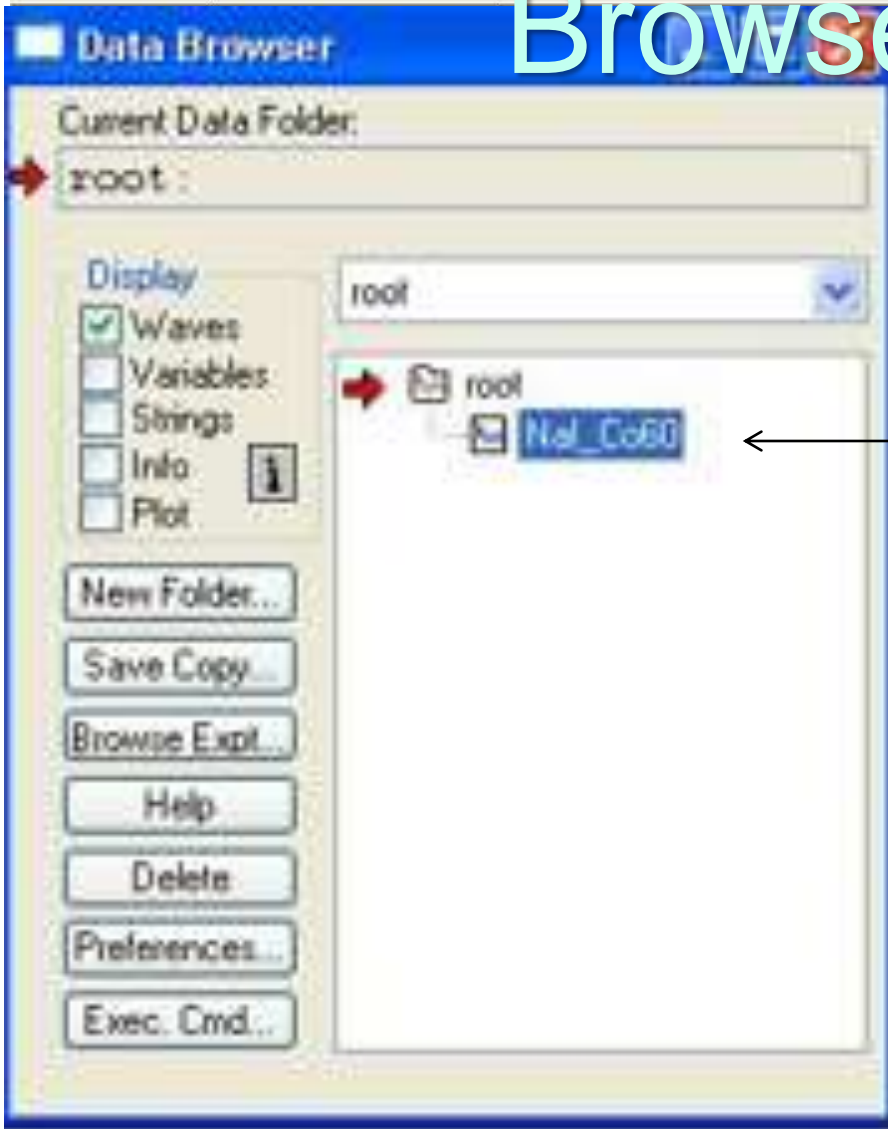 Browse
Data Browser
Current Data Folder:
root:
Display
Waves
Variables
Strings
Info
Plot
root
root
NaI_Co60
New Folder...
Save Copy...
Browse Expt...
Help
Delete
Preferences...
Exec. Cmd...